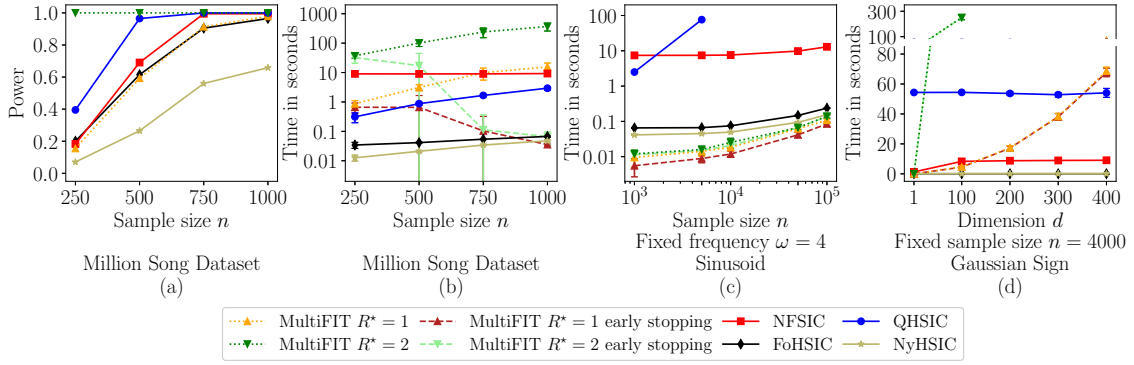 1.0
0.8
0.6
0.4
0.2
0.0
Power
250 500 750 1000
Sample size n
Million Song Dataset
(a)
1000
100
10
1
0.1
0.01
Time in seconds
250 500 750 1000
Sample size n
Million Song Dataset
(b)
1000
100
10
1
0.1
0.01
Time in seconds
10³ 10⁴ 10⁵
Sample size n
Fixed frequency ω = 4
Sinusoid
(c)
300
100
80
60
40
20
0
Time in seconds
1 100 200 300 400
Dimension d
Fixed sample size n = 4000
Gaussian Sign
(d)
MultiFIT R⋆ = 1 MultiFIT R⋆ = 1 early stopping NFSIC QHSIC
MultiFIT R⋆ = 2 MultiFIT R⋆ = 2 early stopping FoHSIC NyHSIC